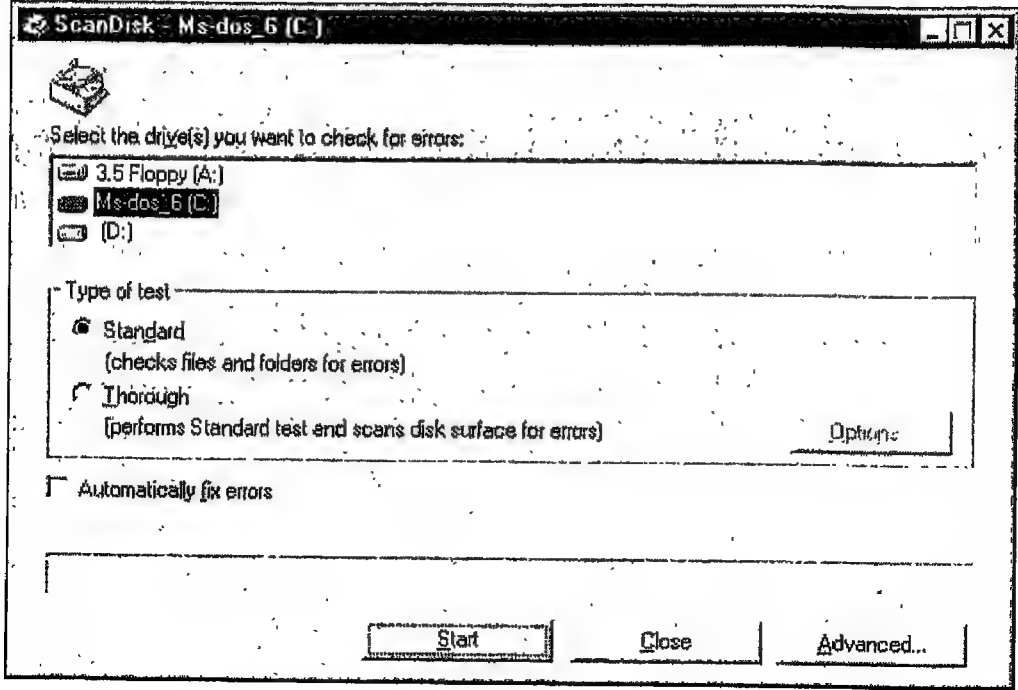 ScanDisk - Ms-dos_6 (C:)
Select the drive(s) you want to check for errors:
3.5 Floppy (A:)
Ms-dos_6 (C:)
(D:)
Type of test
Standard
(checks files and folders for errors)
Thorough
(performs Standard test and scans disk surface for errors)
Options
Automatically fix errors
Start Close Advanced...